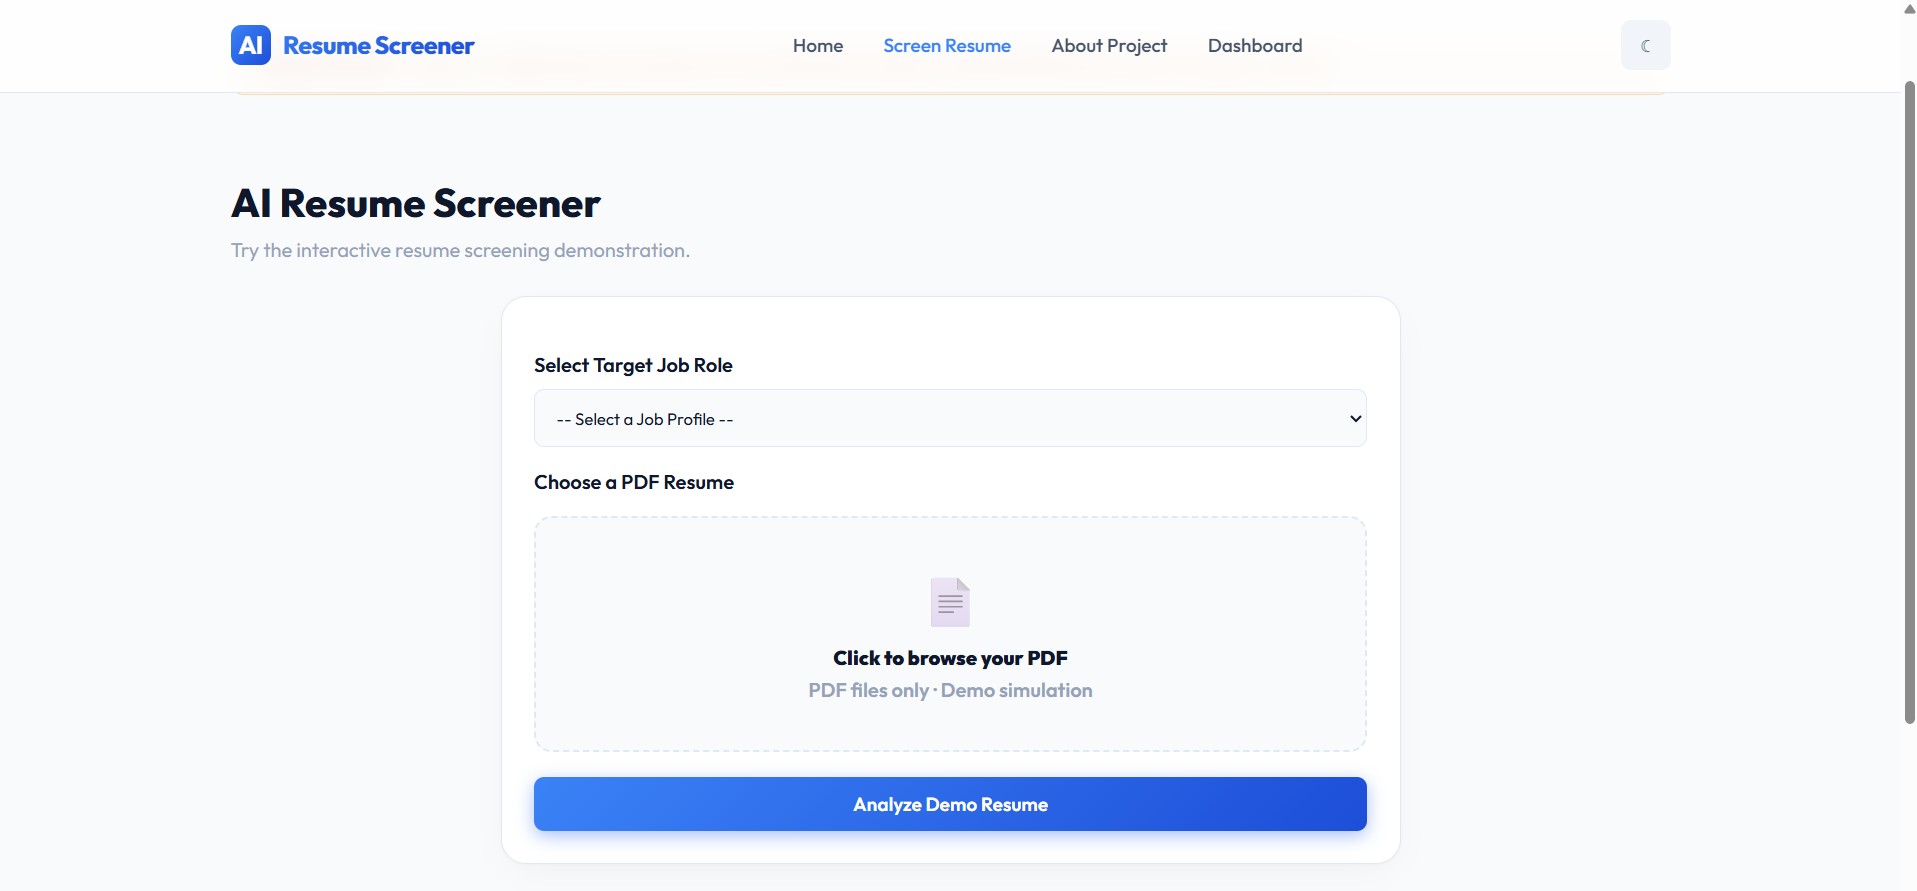 AI Resume Screener
Home Screen Resume About Project Dashboard
AI Resume Screener
Try the interactive resume screening demonstration.
Select Target Job Role
-- Select a Job Profile --
Choose a PDF Resume
Click to browse your PDF
PDF files only · Demo simulation
Analyze Demo Resume